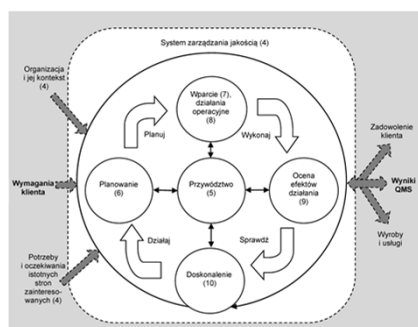 System zarządzania jakością (4)
Organizacja
i jej kontekst
(4)
Wparcie (7),
działania
operacyjne
(8)
Planuj
Wykonaj
Zadowolenie
klienta
Wymagania
klienta
Planowanie
(6)
Przywództwo
(5)
Ocena
efektów
działania
(9)
Wyniki
QMS
Działaj
Sprawdź
Wyroby
i usługi
Potrzeby
i oczekiwania
istotnych
stron
zaintereso-
wanych (4)
Doskonalenie
(10)